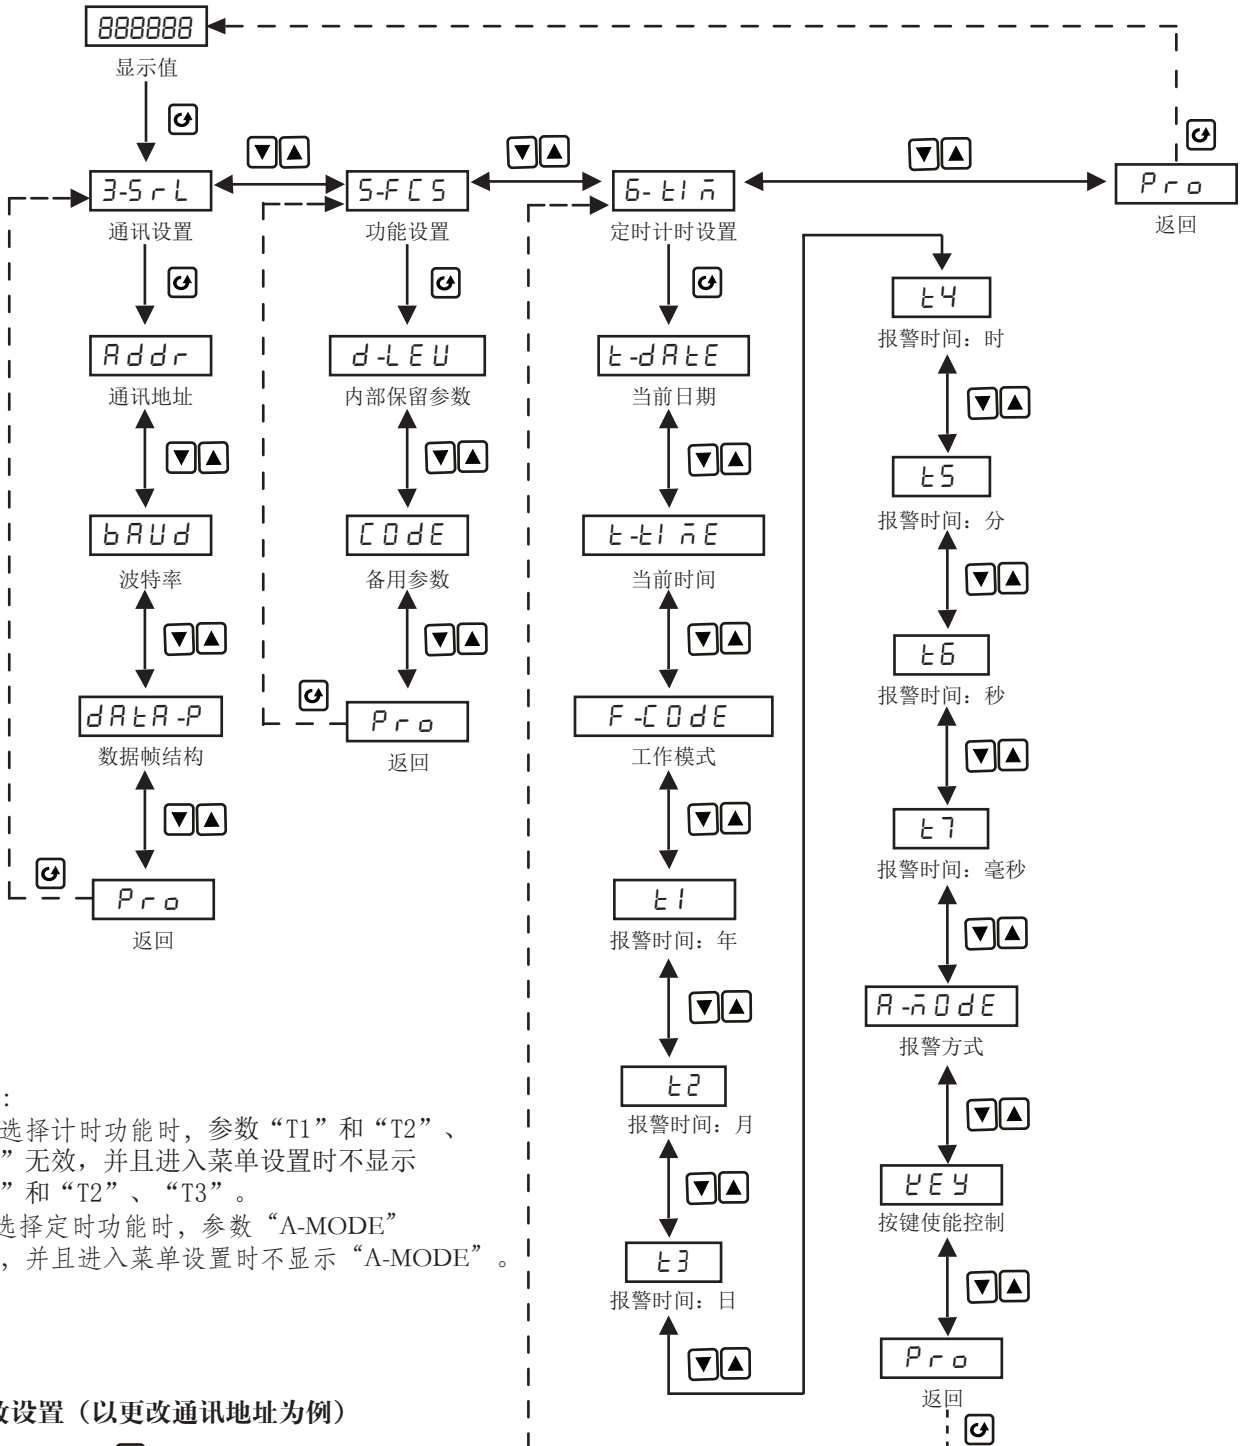 888888
显示值
3-SrL
通讯设置
Addr
通讯地址
bAUd
波特率
dAtA-P
数据帧结构
Pro
返回
5-FCS
功能设置
d-LEU
内部保留参数
C0dE
备用参数
Pro
返回
6-tIm
定时计时设置
t-dAtE
当前日期
t-tImE
当前时间
F-C0dE
工作模式
t1
报警时间：年
t2
报警时间：月
t3
报警时间：日
t4
报警时间：时
t5
报警时间：分
t6
报警时间：秒
t7
报警时间：毫秒
A-m0dE
报警方式
KEY
按键使能控制
Pro
返回
Pro
返回
：
选择计时功能时，参数“T1”和“T2”、
”无效，并且进入菜单设置时不显示
”和“T2”、“T3”。
选择定时功能时，参数“A-MODE”
，并且进入菜单设置时不显示“A-MODE”。
设置（以更改通讯地址为例）